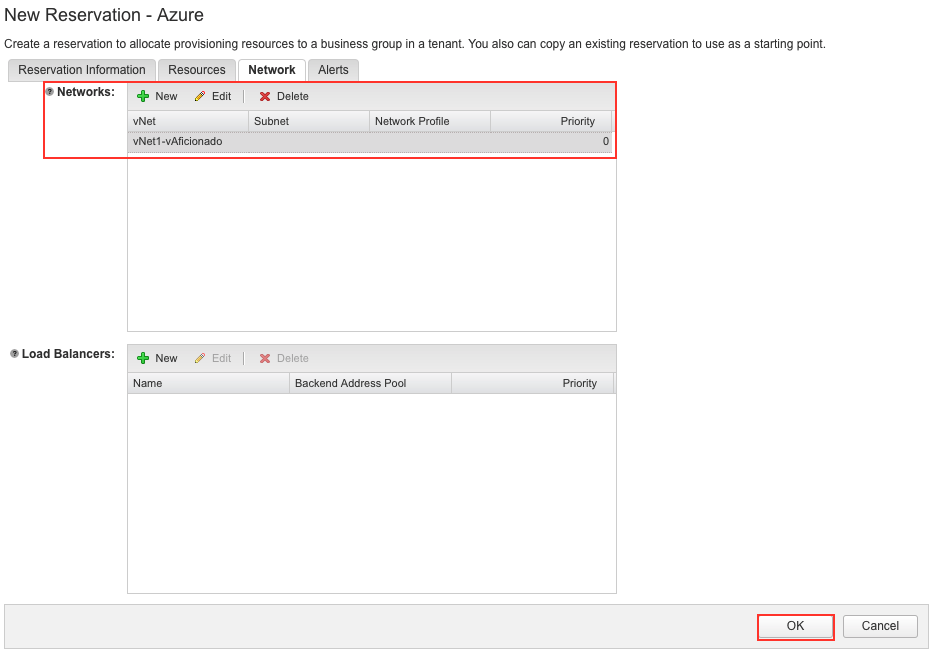 New Reservation - Azure
Create a reservation to allocate provisioning resources to a business group in a tenant. You also can copy an existing reservation to use as a starting point.
Reservation Information Resources Network Alerts
? Networks: New Edit Delete
vNet Subnet Network Profile Priority
vNet1-vAficionado 0
? Load Balancers: New Edit Delete
Name Backend Address Pool Priority
OK Cancel